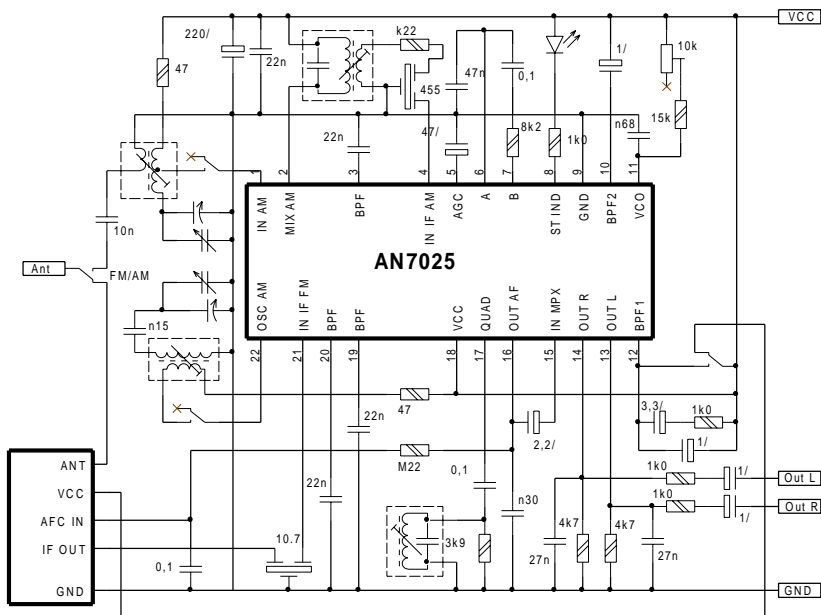 VCC
220/
22n
47
k22
455
47n
0,1
1/
10k
15k
n68
22n
47/
8k2
1k0
1
2
3
4
5
6
7
8
9
10
11
IN AM
MIX AM
BPF
IN IF AM
AGC
A
B
ST IND
GND
BPF2
VCO
10n
Ant
FM/AM
AN7025
n15
OSC AM
IN IF FM
BPF
BPF
VCC
QUAD
OUT AF
IN MPX
OUT R
OUT L
BPF1
22
21
20
19
18
17
16
15
14
13
12
47
22n
2,2/
3,3/
1k0
1/
M22
ANT
VCC
AFC IN
IF OUT
GND
22n
0,1
n30
1k0
1/
Out L
1k0
1/
Out R
10.7
0,1
3k9
27n
4k7
4k7
27n
GND